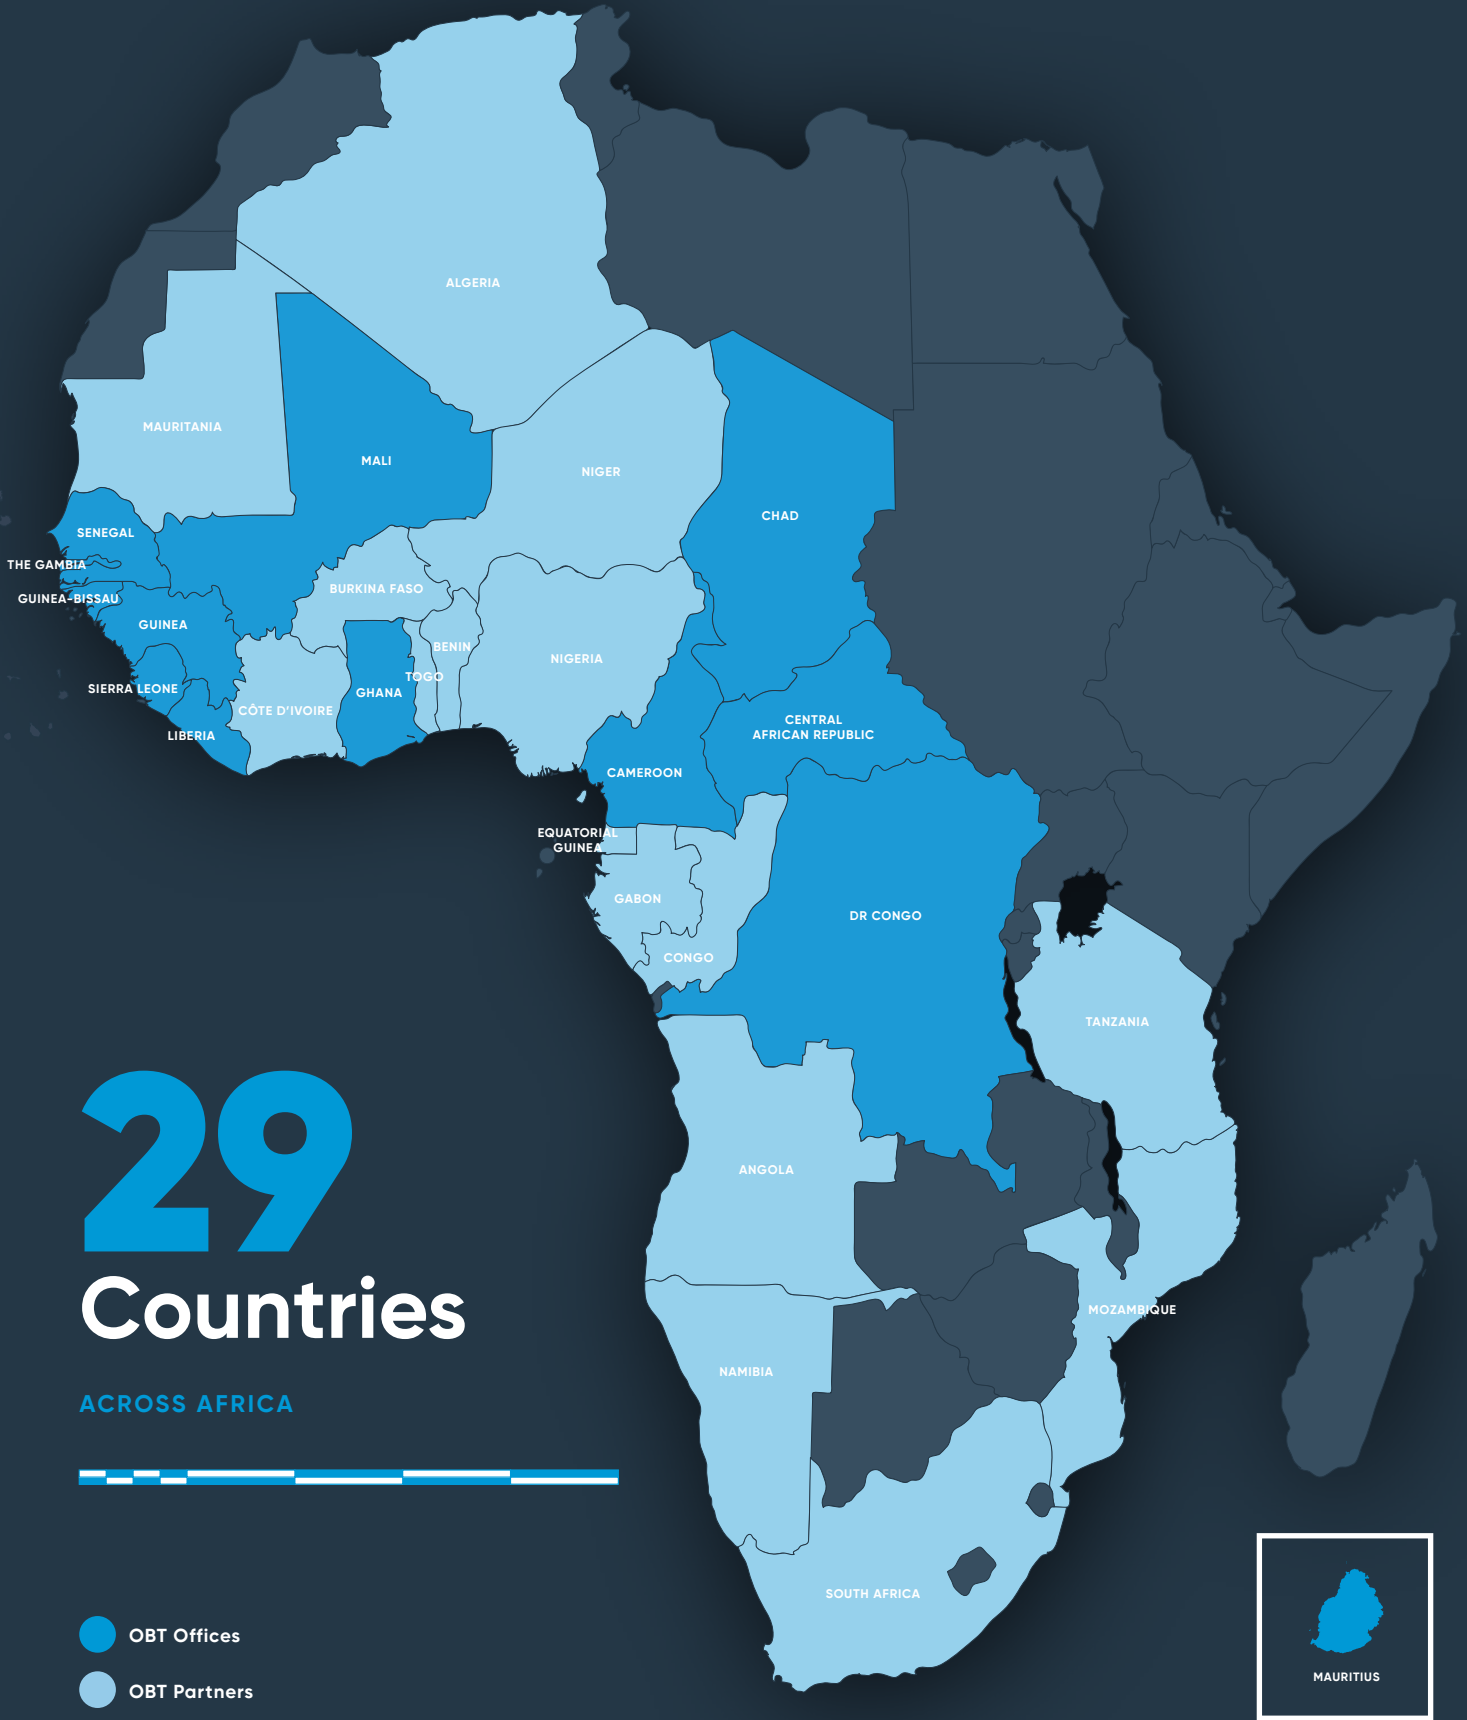 ALGERIA
MAURITANIA
MALI
NIGER
CHAD
SENEGAL
THE GAMBIA
BURKINA FASO
GUINEA-BISSAU
GUINEA
BENIN
NIGERIA
TOGO
SIERRA LEONE
GHANA
CÔTE D'IVOIRE
LIBERIA
CENTRAL
AFRICAN REPUBLIC
CAMEROON
EQUATORIAL
GUINEA
GABON
DR CONGO
CONGO
TANZANIA
ANGOLA
MOZAMBIQUE
NAMIBIA
SOUTH AFRICA
29
Countries
ACROSS AFRICA
OBT Offices
OBT Partners
MAURITIUS